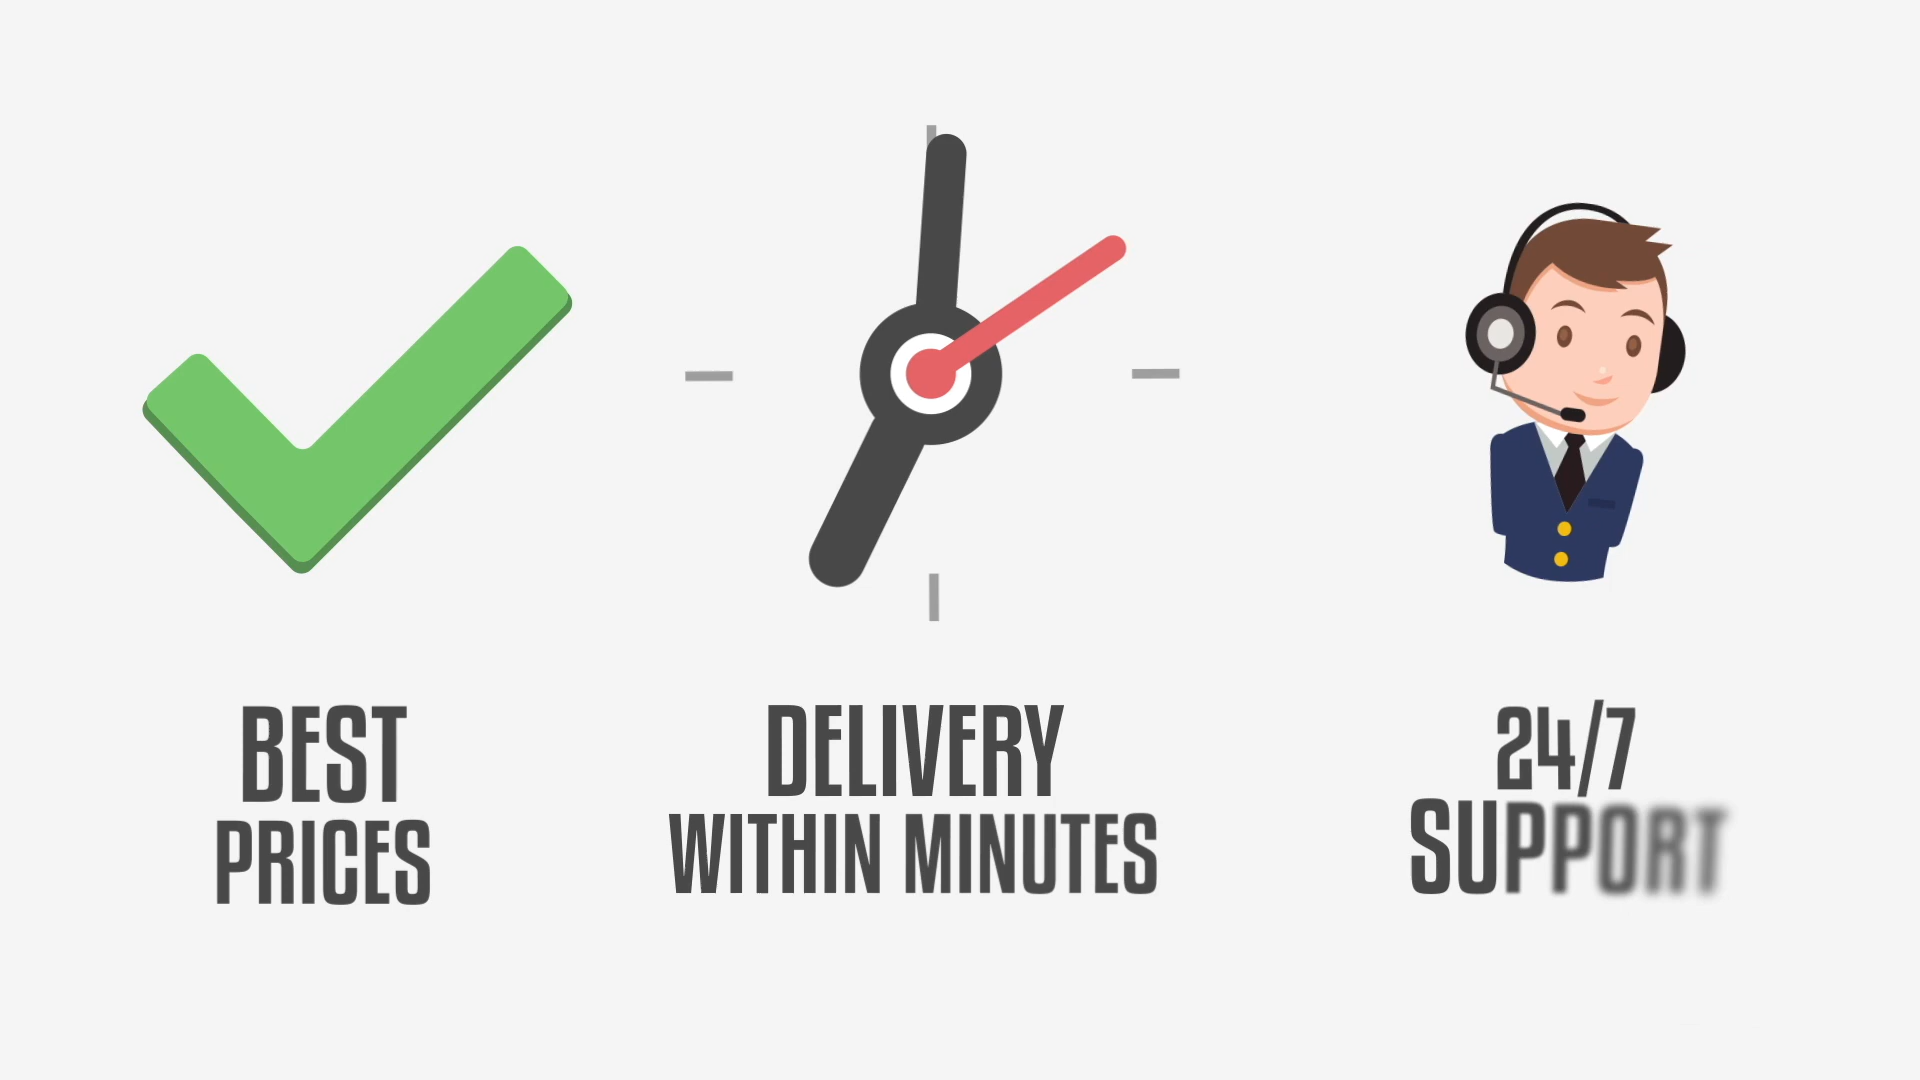 BEST
PRICES
DELIVERY
WITHIN MINUTES
24/7
SUPPORT